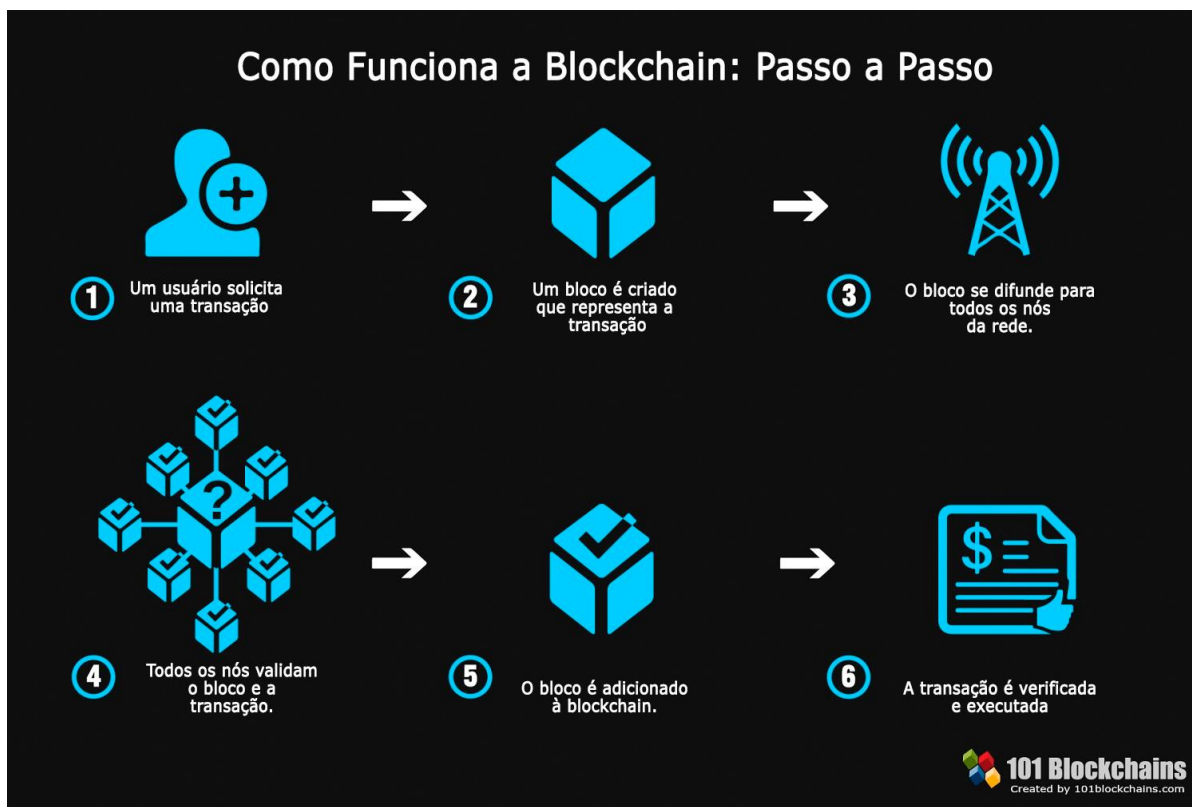 Como Funciona a Blockchain: Passo a Passo
1
Um usuário solicita
uma transação
2
Um bloco é criado
que representa a
transação
3
O bloco se difunde para
todos os nós
da rede.
?
4
Todos os nós validam
o bloco e a
transação.
5
O bloco é adicionado
à blockchain.
$
6
A transação é verificada
e executada
101 Blockchains
Created by 101blockchains.com